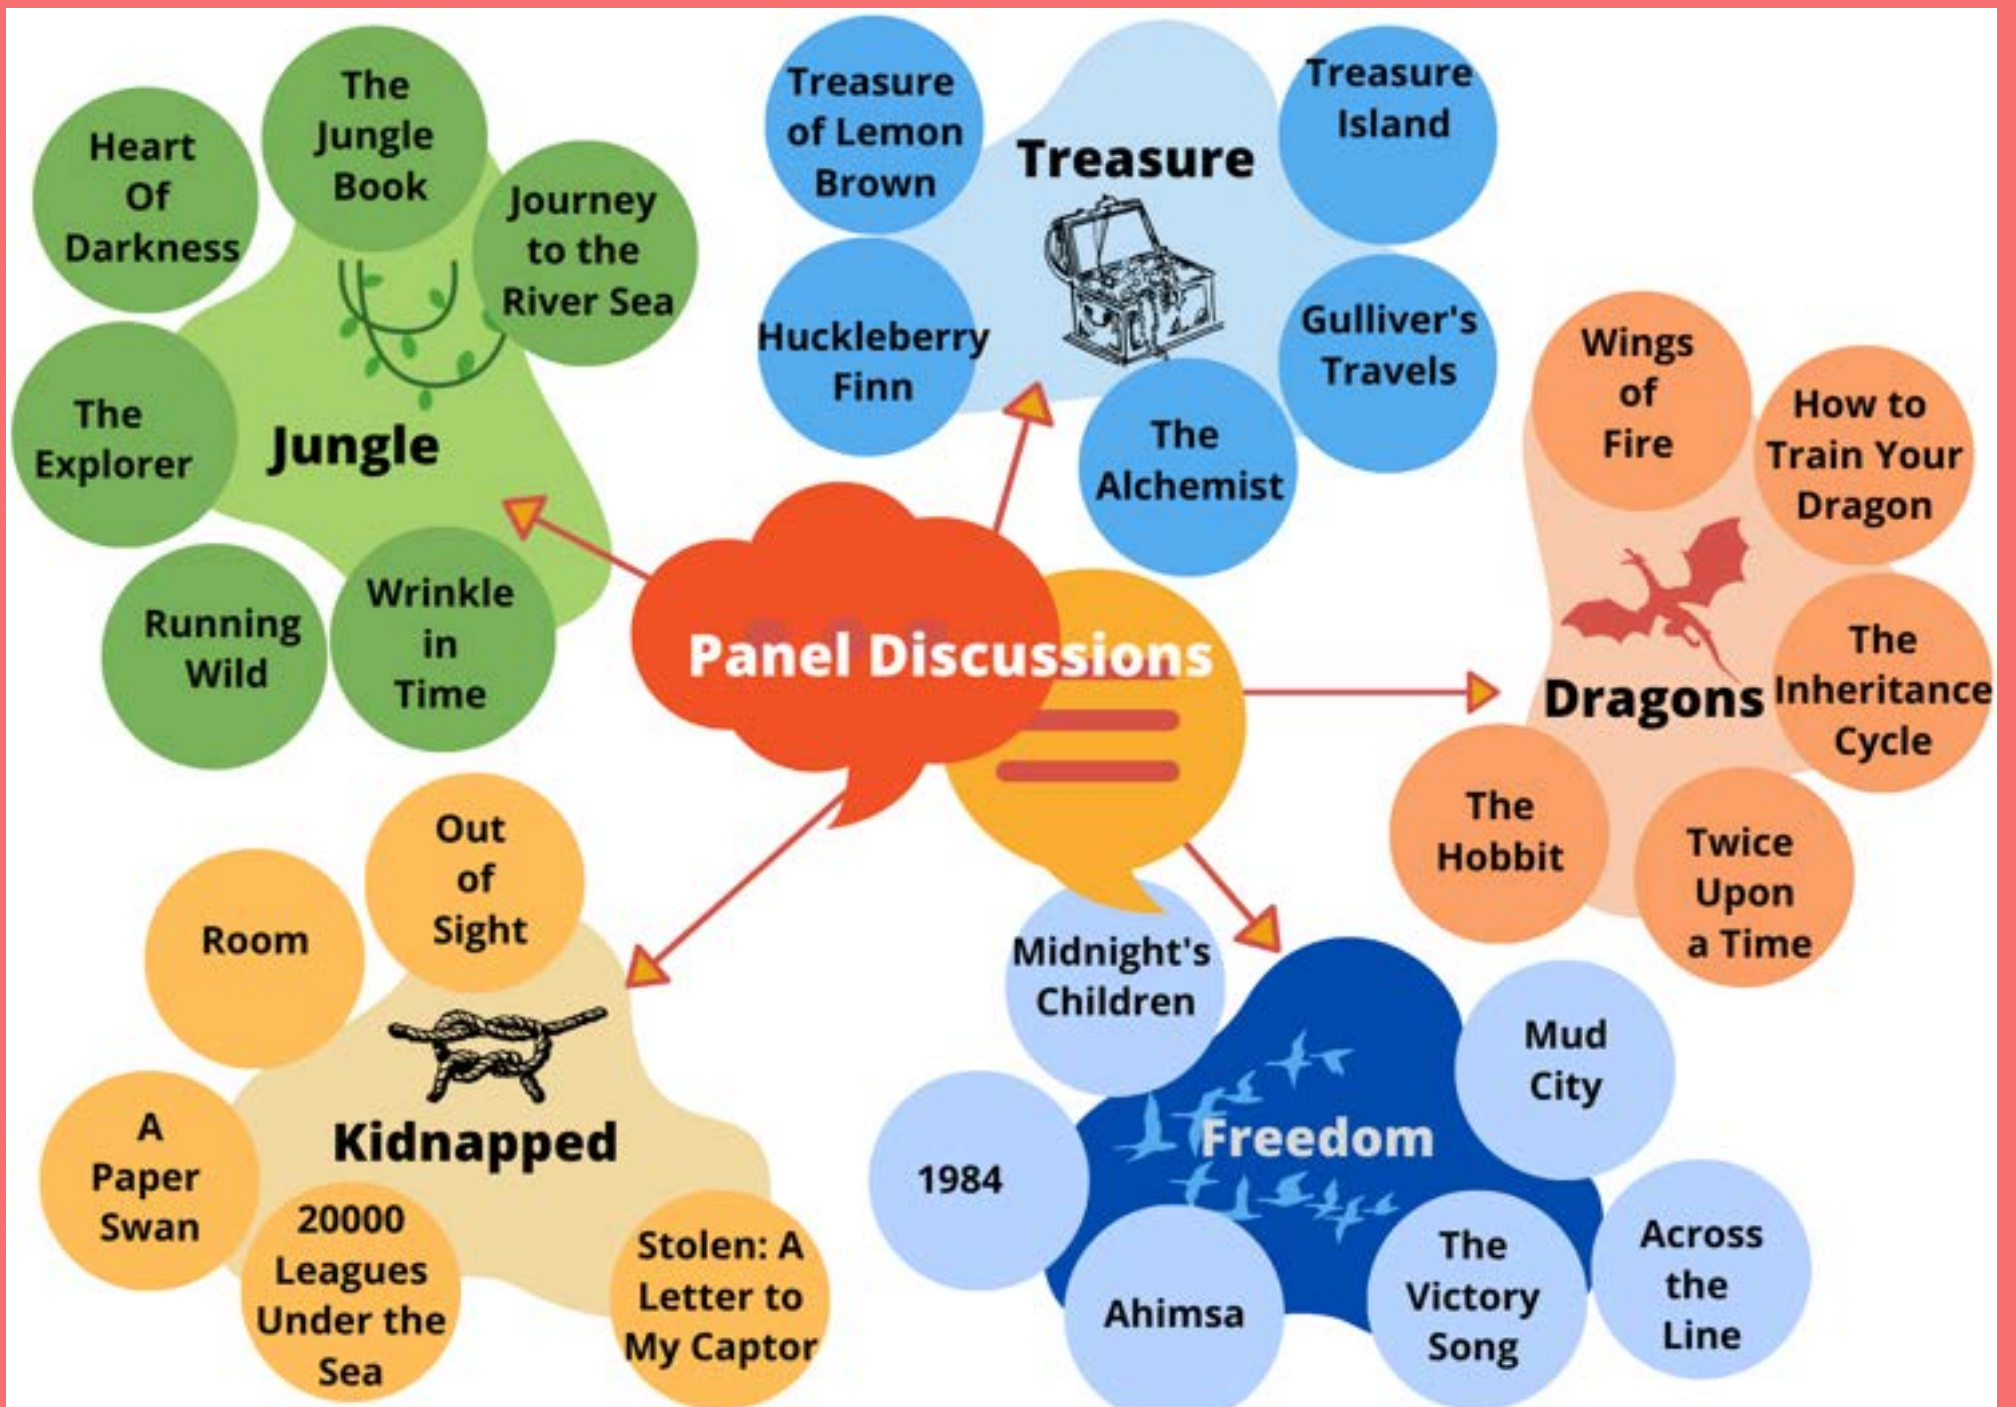 The
Jungle
Book
Heart
Of
Darkness
Journey
to the
River Sea
The
Explorer
Jungle
Running
Wild
Wrinkle
in
Time
Treasure
of Lemon
Brown
Treasure
Treasure
Island
Huckleberry
Finn
Gulliver's
Travels
The
Alchemist
Panel Discussions
Wings
of
Fire
How to
Train Your
Dragon
Dragons
The
Inheritance
Cycle
The
Hobbit
Twice
Upon
a Time
Out
of
Sight
Room
Kidnapped
A
Paper
Swan
20000
Leagues
Under the
Sea
Stolen: A
Letter to
My Captor
Midnight's
Children
Mud
City
Freedom
1984
Ahimsa
The
Victory
Song
Across
the
Line